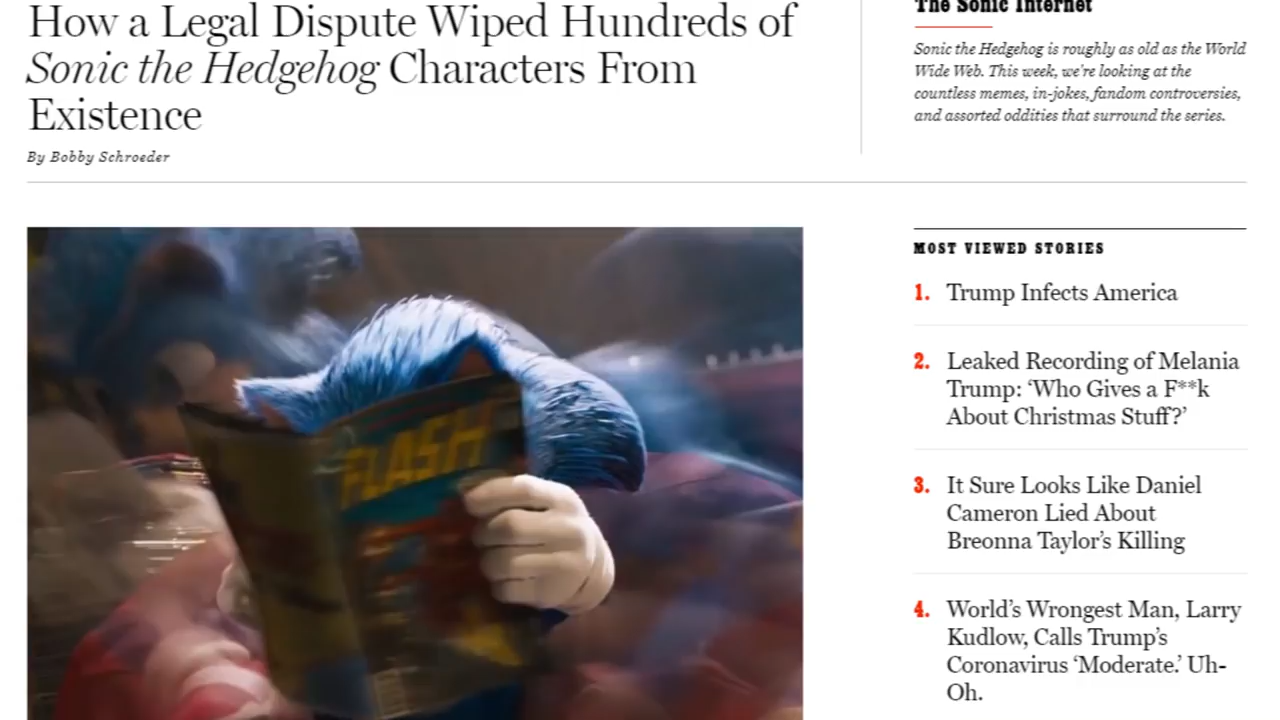 How a Legal Dispute Wiped Hundreds of
Sonic the Hedgehog Characters From
Existence
By Bobby Schroeder
The Sonic Internet
Sonic the Hedgehog is roughly as old as the World
Wide Web. This week, we're looking at the
countless memes, in-jokes, fandom controversies,
and assorted oddities that surround the series.
FLASH
MOST VIEWED STORIES
1. Trump Infects America
2. Leaked Recording of Melania
Trump: ‘Who Gives a F**k
About Christmas Stuff?’
3. It Sure Looks Like Daniel
Cameron Lied About
Breonna Taylor’s Killing
4. World’s Wrongest Man, Larry
Kudlow, Calls Trump’s
Coronavirus ‘Moderate.’ Uh-
Oh.